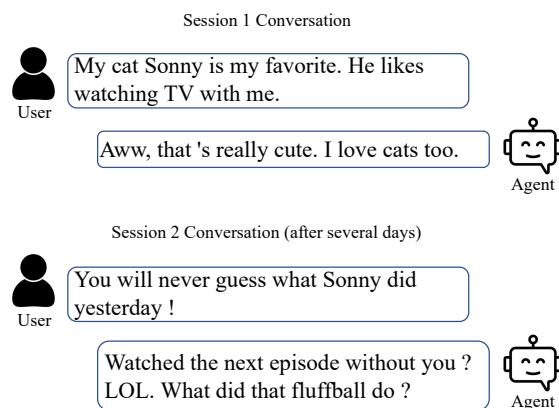 Session 1 Conversation
My cat Sonny is my favorite. He likes
watching TV with me.
User
Aww, that 's really cute. I love cats too.
Agent
Session 2 Conversation (after several days)
You will never guess what Sonny did
yesterday !
User
Watched the next episode without you ?
LOL. What did that fluffball do ?
Agent